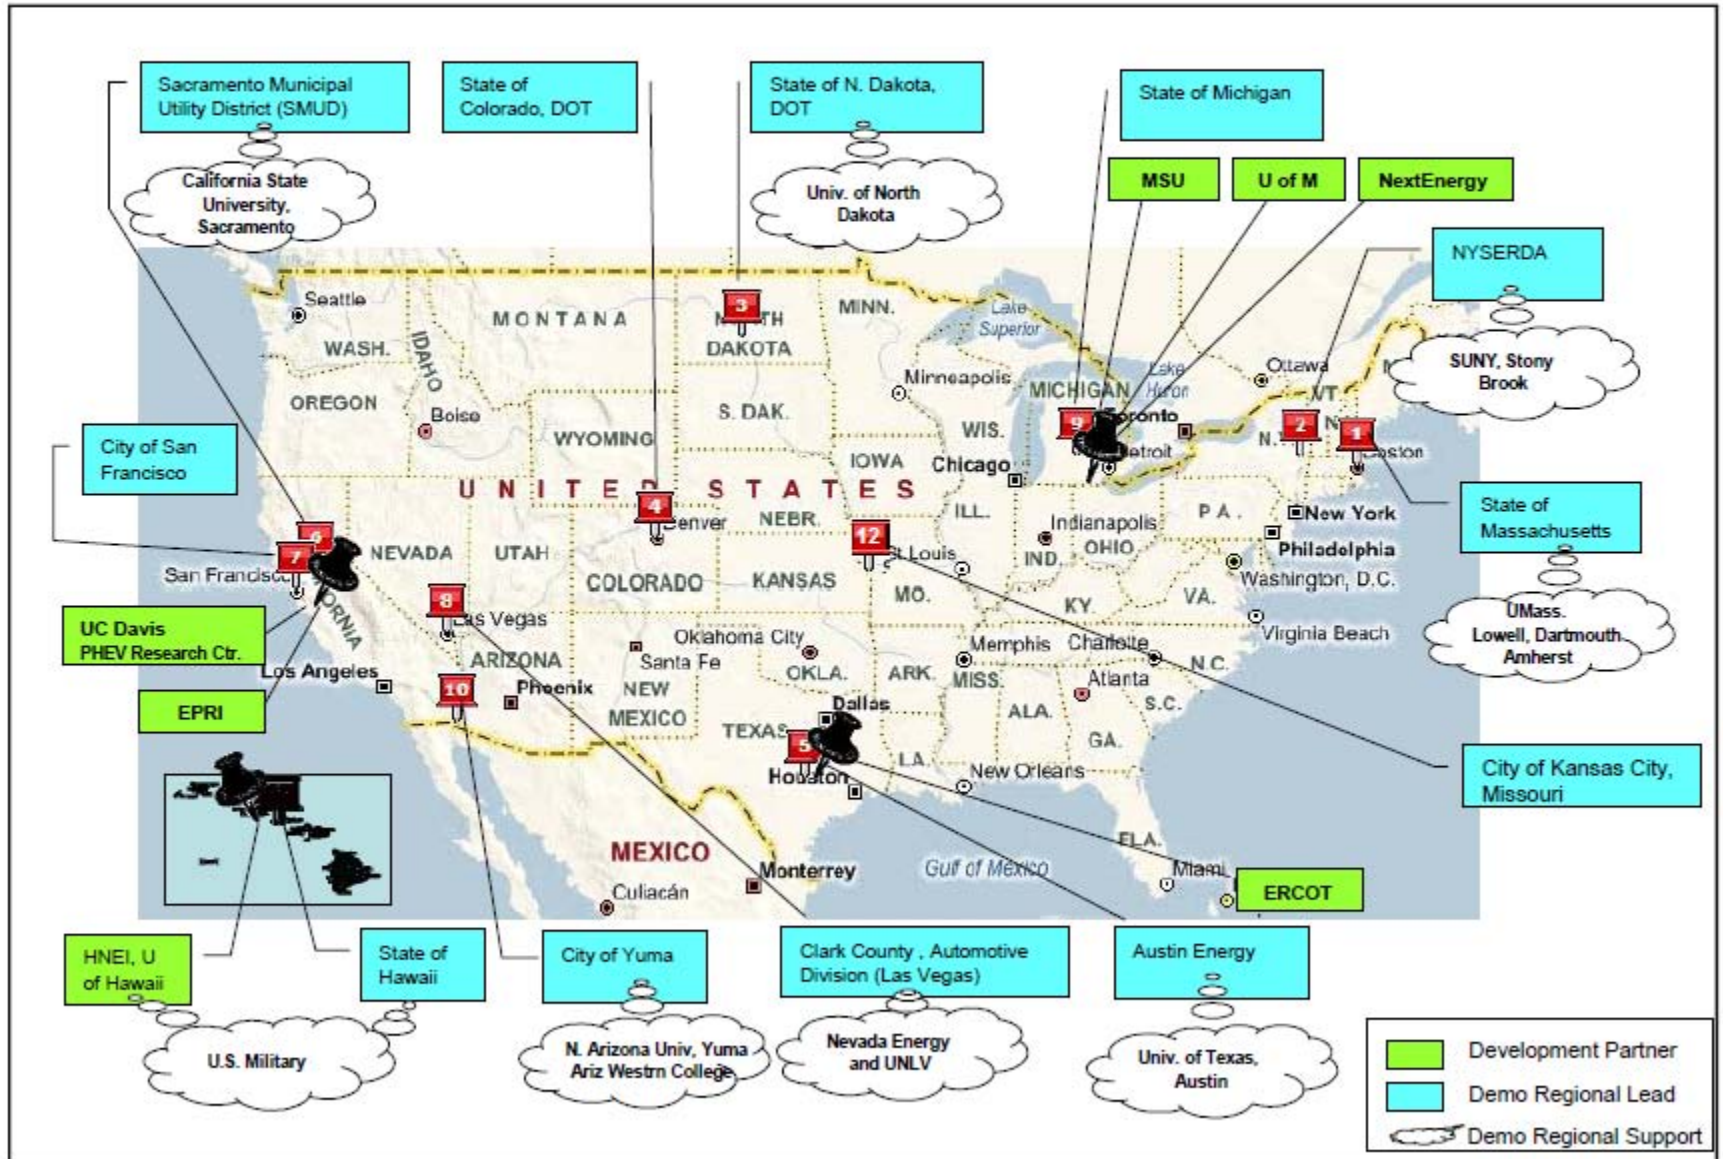 Sacramento Municipal
Utility District (SMUD)
State of
Colorado, DOT
State of N. Dakota,
DOT
State of Michigan
California State
University,
Sacramento
Univ. of North
Dakota
MSU
U of M
NextEnergy
NYSERDA
SUNY, Stony
Brook
Seattle
WASH.
MONTANA
IDAHO
3
DAKOTA
MINN.
Lake
Superior
OREGON
Boise
WYOMING
S. DAK.
Minneapolis
MICHIGAN
Lake
Huron
Ottawa
VT
WIS.
9
Toronto
Detroit
2
1
Boston
City of San
Francisco
IOWA
Chicago
UNITED STATES
4
Denver
NEBR.
ILL.
Indianapolis
IND.
OHIO
PA.
New York
Philadelphia
Washington, D.C.
State of
Massachusetts
6
7
San Francisco
NEVADA
UTAH
COLORADO
KANSAS
12
St Louis
MO.
KY.
VA.
Virginia Beach
UMass.
Lowell, Dartmouth
Amherst
UC Davis
PHEV Research Ctr.
8
Las Vegas
Los Angeles
ARIZONA
Santa Fe
Oklahoma City
OKLA.
ARK.
Memphis
Charlotte
N.C.
EPRI
10
Phoenix
NEW
MEXICO
MISS.
ALA.
Atlanta
S.C.
GA.
TEXAS
Dallas
5
Houston
LA.
New Orleans
City of Kansas City,
Missouri
MEXICO
Monterrey
Culiacán
Gulf of Mexico
FLA.
Miami
ERCOT
HNEI, U
of Hawaii
State of
Hawaii
City of Yuma
Clark County , Automotive
Division (Las Vegas)
Austin Energy
U.S. Military
N. Arizona Univ, Yuma
Ariz Westrn College
Nevada Energy
and UNLV
Univ. of Texas,
Austin
Development Partner
Demo Regional Lead
Demo Regional Support